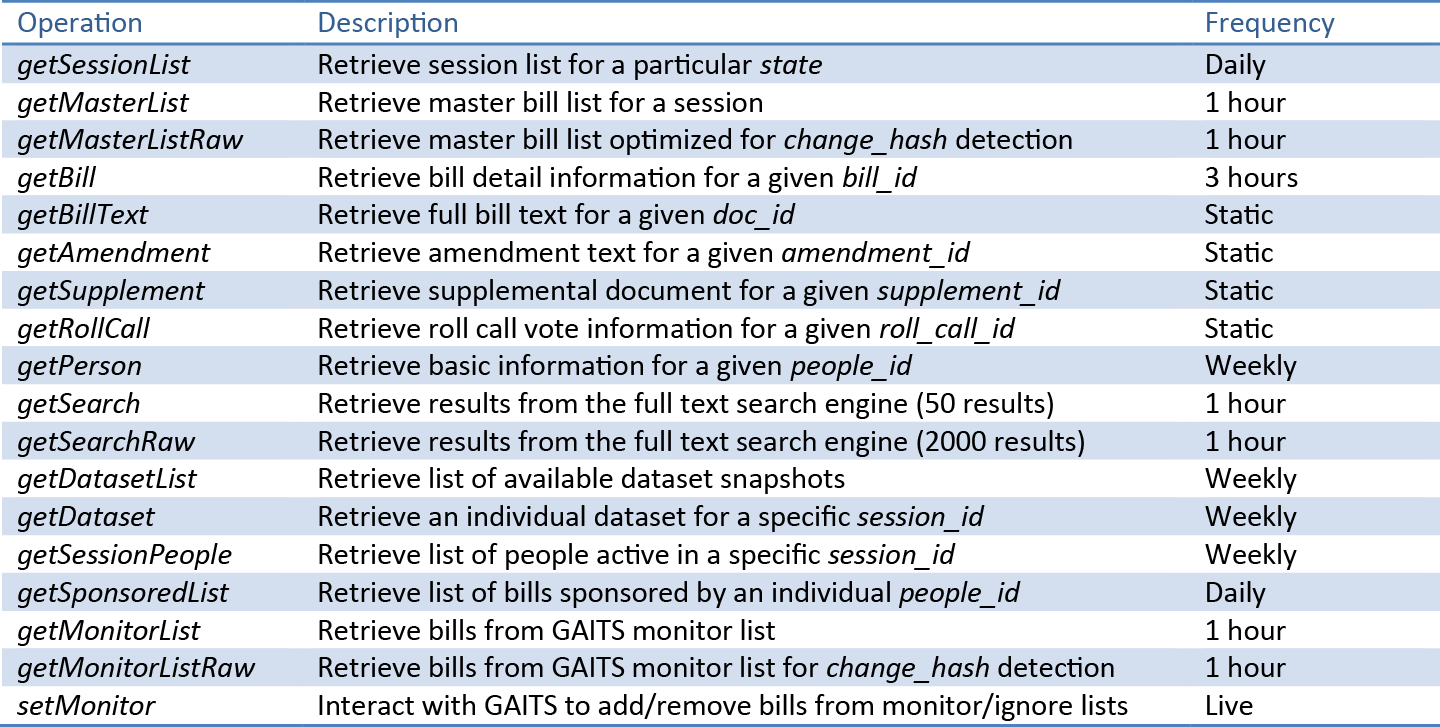 Operation Description Frequency
getSessionList Retrieve session list for a particular state Daily
getMasterList Retrieve master bill list for a session 1 hour
getMasterListRaw Retrieve master bill list optimized for change_hash detection 1 hour
getBill Retrieve bill detail information for a given bill_id 3 hours
getBillText Retrieve full bill text for a given doc_id Static
getAmendment Retrieve amendment text for a given amendment_id Static
getSupplement Retrieve supplemental document for a given supplement_id Static
getRollCall Retrieve roll call vote information for a given roll_call_id Static
getPerson Retrieve basic information for a given people_id Weekly
getSearch Retrieve results from the full text search engine (50 results) 1 hour
getSearchRaw Retrieve results from the full text search engine (2000 results) 1 hour
getDatasetList Retrieve list of available dataset snapshots Weekly
getDataset Retrieve an individual dataset for a specific session_id Weekly
getSessionPeople Retrieve list of people active in a specific session_id Weekly
getSponsoredList Retrieve list of bills sponsored by an individual people_id Daily
getMonitorList Retrieve bills from GAITS monitor list 1 hour
getMonitorListRaw Retrieve bills from GAITS monitor list for change_hash detection 1 hour
setMonitor Interact with GAITS to add/remove bills from monitor/ignore lists Live